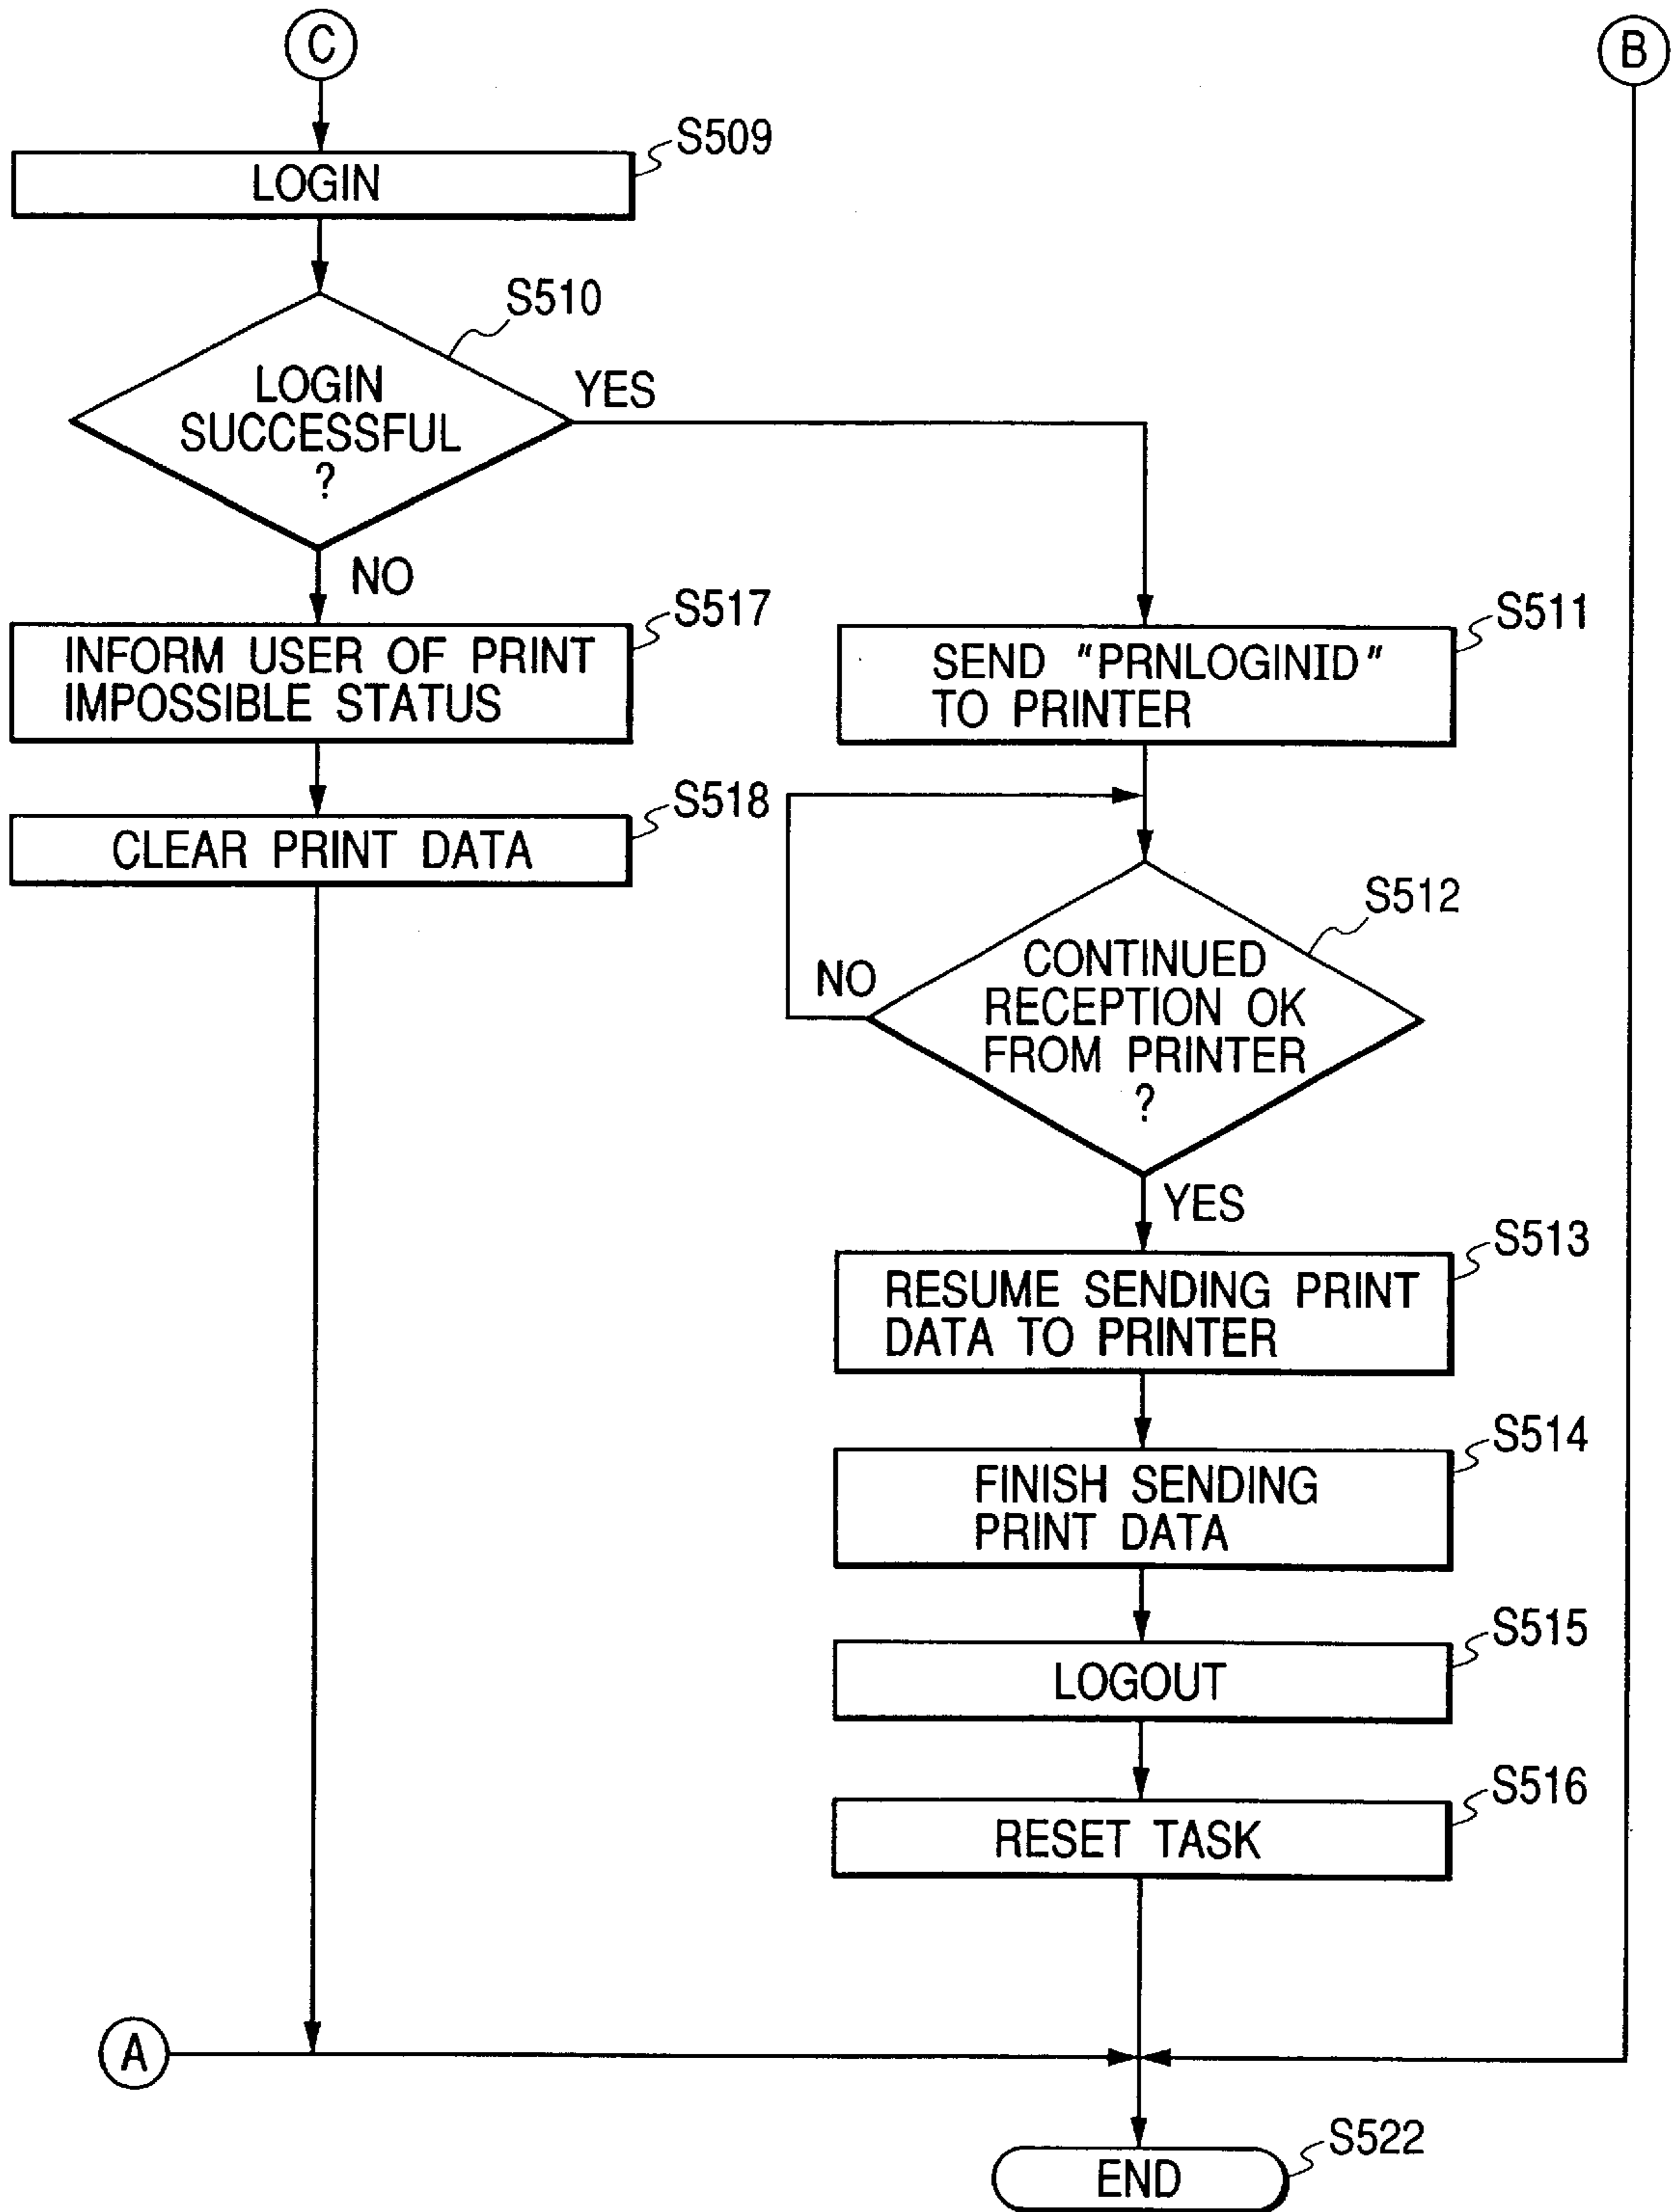 C
B
S509
LOGIN
S510
LOGIN
SUCCESSFUL
?
YES
NO
S517
INFORM USER OF PRINT
IMPOSSIBLE STATUS
S518
CLEAR PRINT DATA
S511
SEND "PRNLOGINID"
TO PRINTER
S512
CONTINUED
RECEPTION OK
FROM PRINTER
?
NO
YES
S513
RESUME SENDING PRINT
DATA TO PRINTER
S514
FINISH SENDING
PRINT DATA
S515
LOGOUT
S516
RESET TASK
A
S522
END